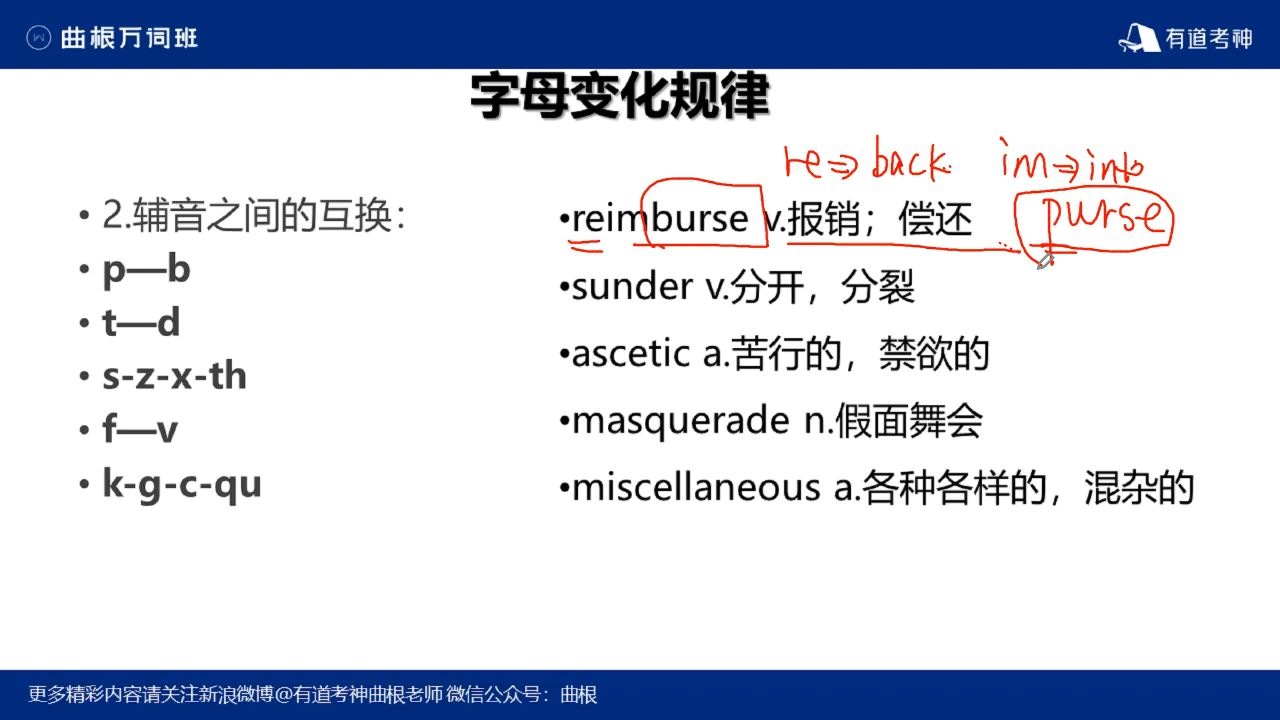 曲根万词班
有道考神
字母变化规律
re⇒back im⇒into
• 2.辅音之间的互换：
• p—b
• t—d
• s-z-x-th
• f—v
• k-g-c-qu
•reimburse v.报销；偿还 purse
•sunder v.分开，分裂
•ascetic a.苦行的，禁欲的
•masquerade n.假面舞会
•miscellaneous a.各种各样的，混杂的
更多精彩内容请关注新浪微博@有道考神曲根老师 微信公众号：曲根